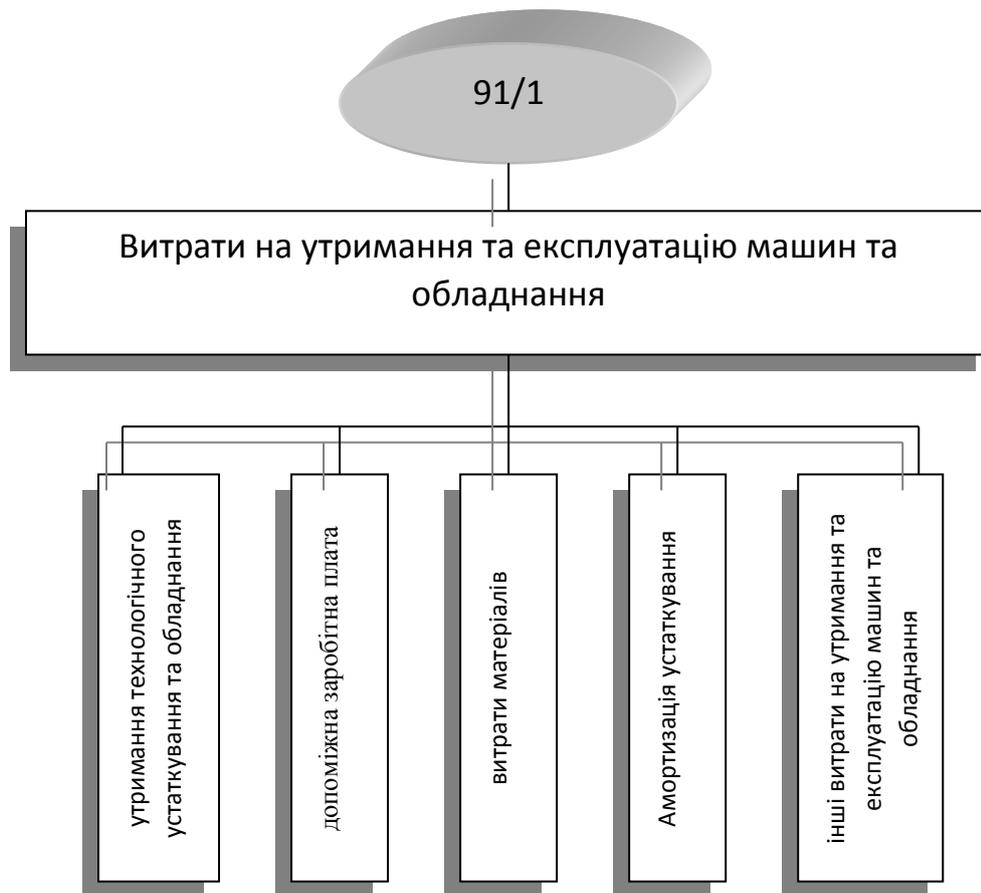 91/1
Витрати на утримання та експлуатацію машин та
обладнання
утримання технологічного
устаткування та обладнання
допоміжна заробітна плата
витрати матеріалів
Амортизація устаткування
інші витрати на утримання та
експлуатацію машин та
обладнання